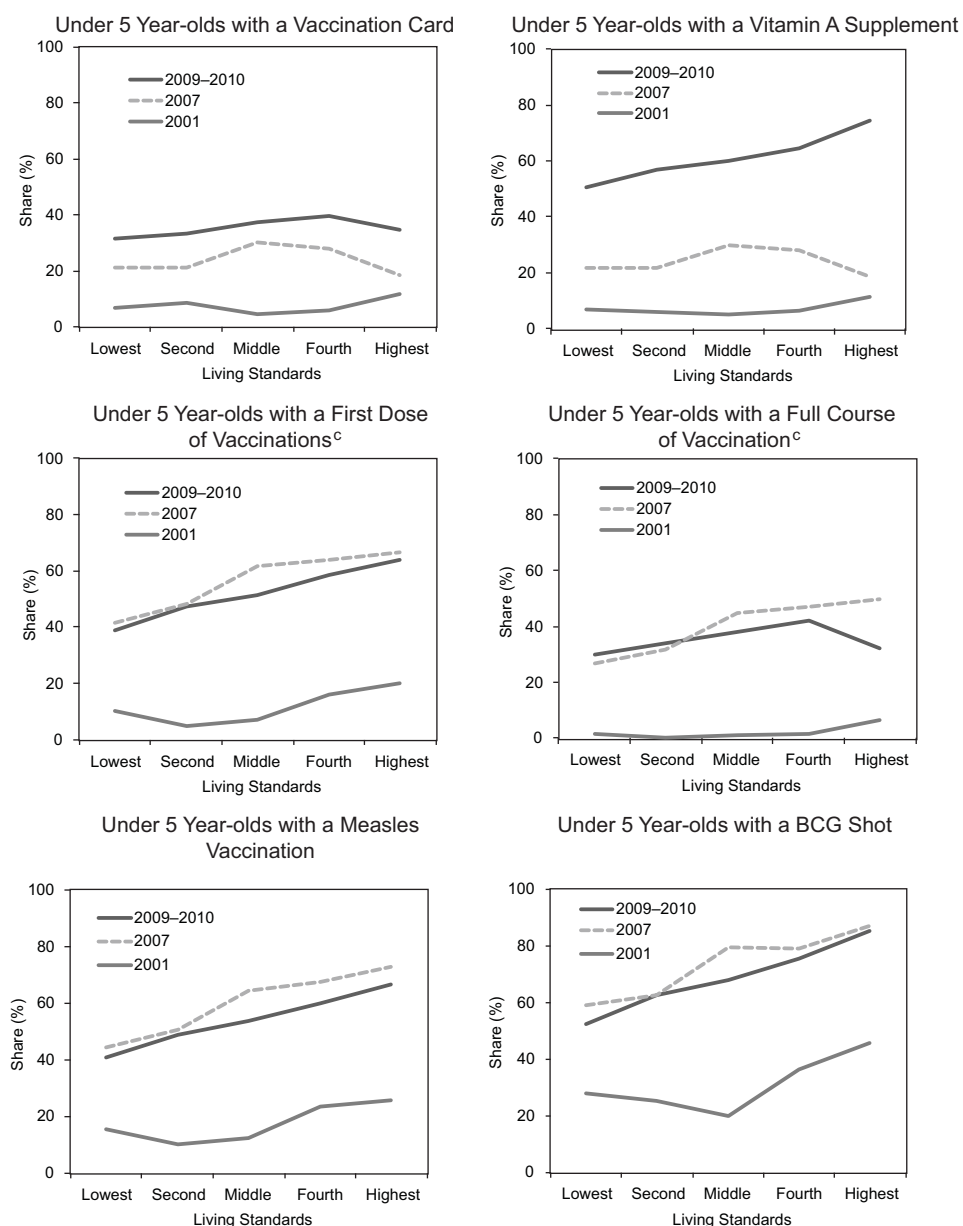 Under 5 Year-olds with a Vaccination Card
100
80
60
40
20
0
Share (%)
2009–2010
2007
2001
Lowest Second Middle Fourth Highest
Living Standards
Under 5 Year-olds with a Vitamin A Supplement
100
80
60
40
20
0
Share (%)
2009–2010
2007
2001
Lowest Second Middle Fourth Highest
Living Standards
Under 5 Year-olds with a First Dose
of Vaccinationsᶜ
100
80
60
40
20
0
Share (%)
2009–2010
2007
2001
Lowest Second Middle Fourth Highest
Living Standards
Under 5 Year-olds with a Full Course
of Vaccinationᶜ
100
80
60
40
20
0
Share (%)
2009–2010
2007
2001
Lowest Second Middle Fourth Highest
Living Standards
Under 5 Year-olds with a Measles
Vaccination
100
80
60
40
20
0
Share (%)
2009–2010
2007
2001
Lowest Second Middle Fourth Highest
Living Standards
Under 5 Year-olds with a BCG Shot
100
80
60
40
20
0
Share (%)
2009–2010
2007
2001
Lowest Second Middle Fourth Highest
Living Standards